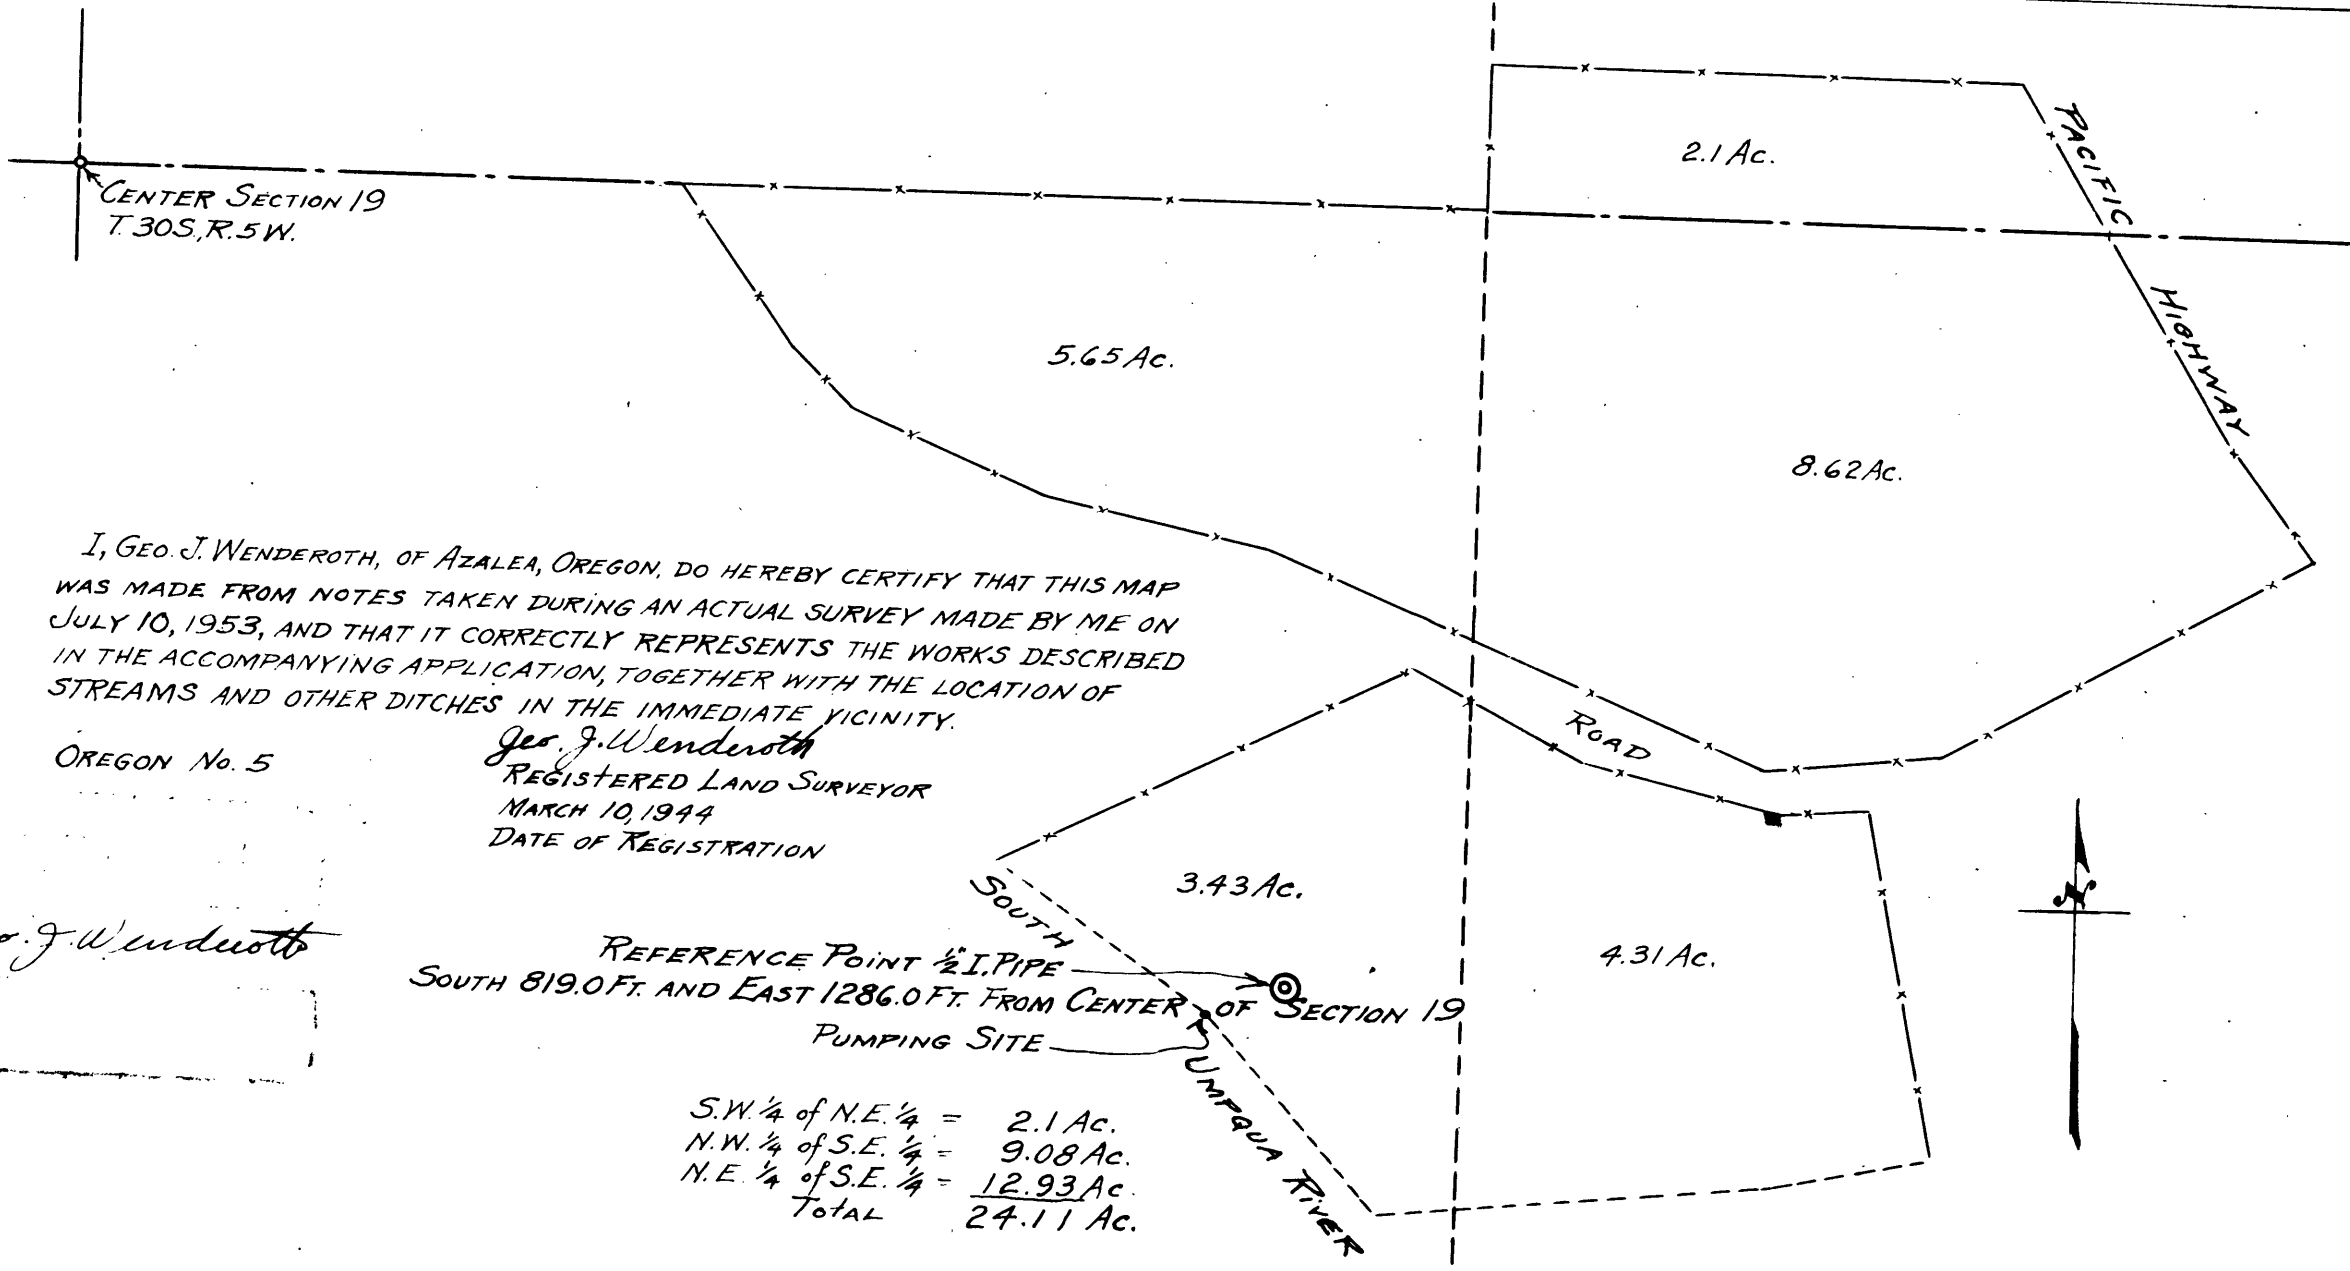 CENTER SECTION 19
T.30S., R.5W.
2.1 Ac.
PACIFIC
HIGHWAY
5.65 Ac.
8.62 Ac.
I, GEO. J. WENDEROTH, OF AZALEA, OREGON, DO HEREBY CERTIFY THAT THIS MAP
WAS MADE FROM NOTES TAKEN DURING AN ACTUAL SURVEY MADE BY ME ON
JULY 10, 1953, AND THAT IT CORRECTLY REPRESENTS THE WORKS DESCRIBED
IN THE ACCOMPANYING APPLICATION, TOGETHER WITH THE LOCATION OF
STREAMS AND OTHER DITCHES IN THE IMMEDIATE VICINITY.
Geo. J. Wenderoth
OREGON No. 5
REGISTERED LAND SURVEYOR
MARCH 10, 1944
DATE OF REGISTRATION
ROAD
3.43 Ac.
4.31 Ac.
N
SOUTH
UMPQUA RIVER
J. Wenderoth
REFERENCE POINT ½" I. PIPE
SOUTH 819.0 FT. AND EAST 1286.0 FT. FROM CENTER OF SECTION 19
PUMPING SITE
S.W. ¼ of N.E. ¼ = 2.1 Ac.
N.W. ¼ of S.E. ¼ = 9.08 Ac.
N.E. ¼ of S.E. ¼ = 12.93 Ac.
TOTAL 24.11 Ac.